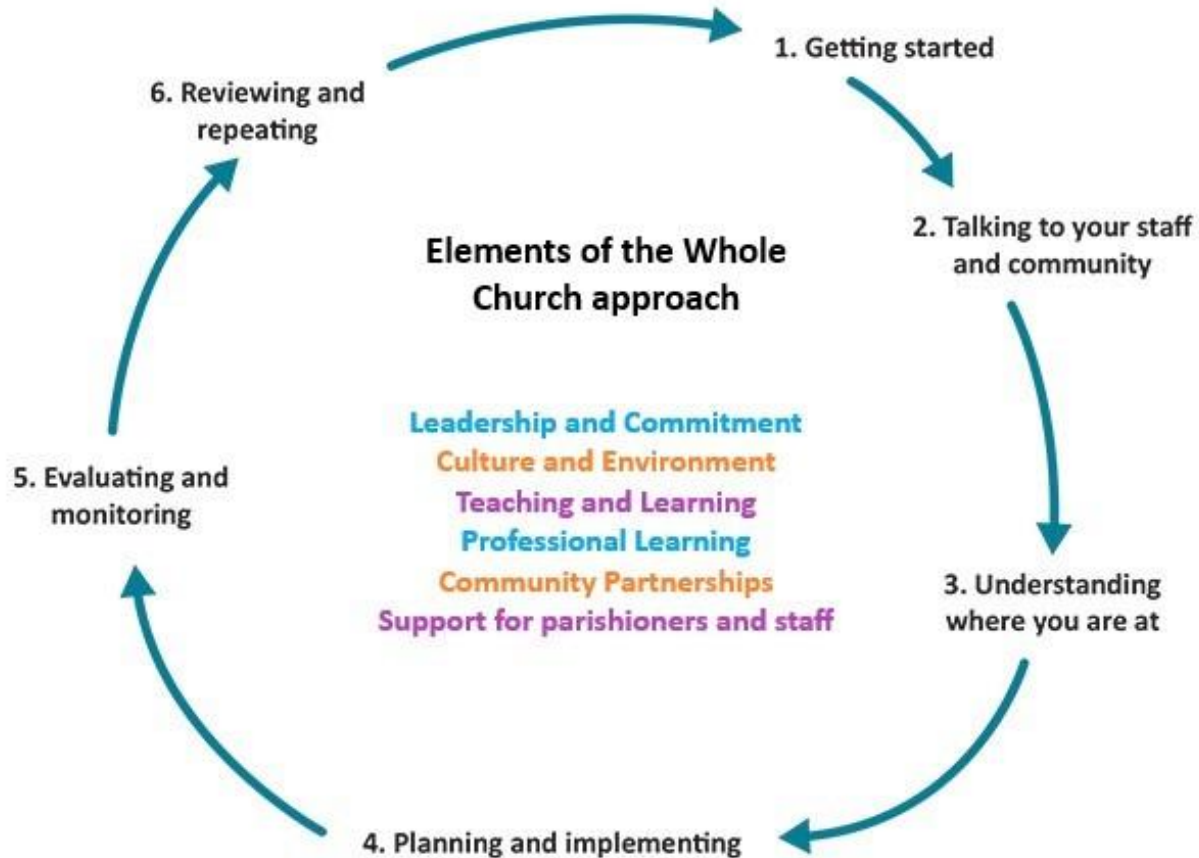 1. Getting started
2. Talking to your staff
and community
3. Understanding
where you are at
4. Planning and implementing
5. Evaluating and
monitoring
6. Reviewing and
repeating
Elements of the Whole
Church approach
Leadership and Commitment
Culture and Environment
Teaching and Learning
Professional Learning
Community Partnerships
Support for parishioners and staff